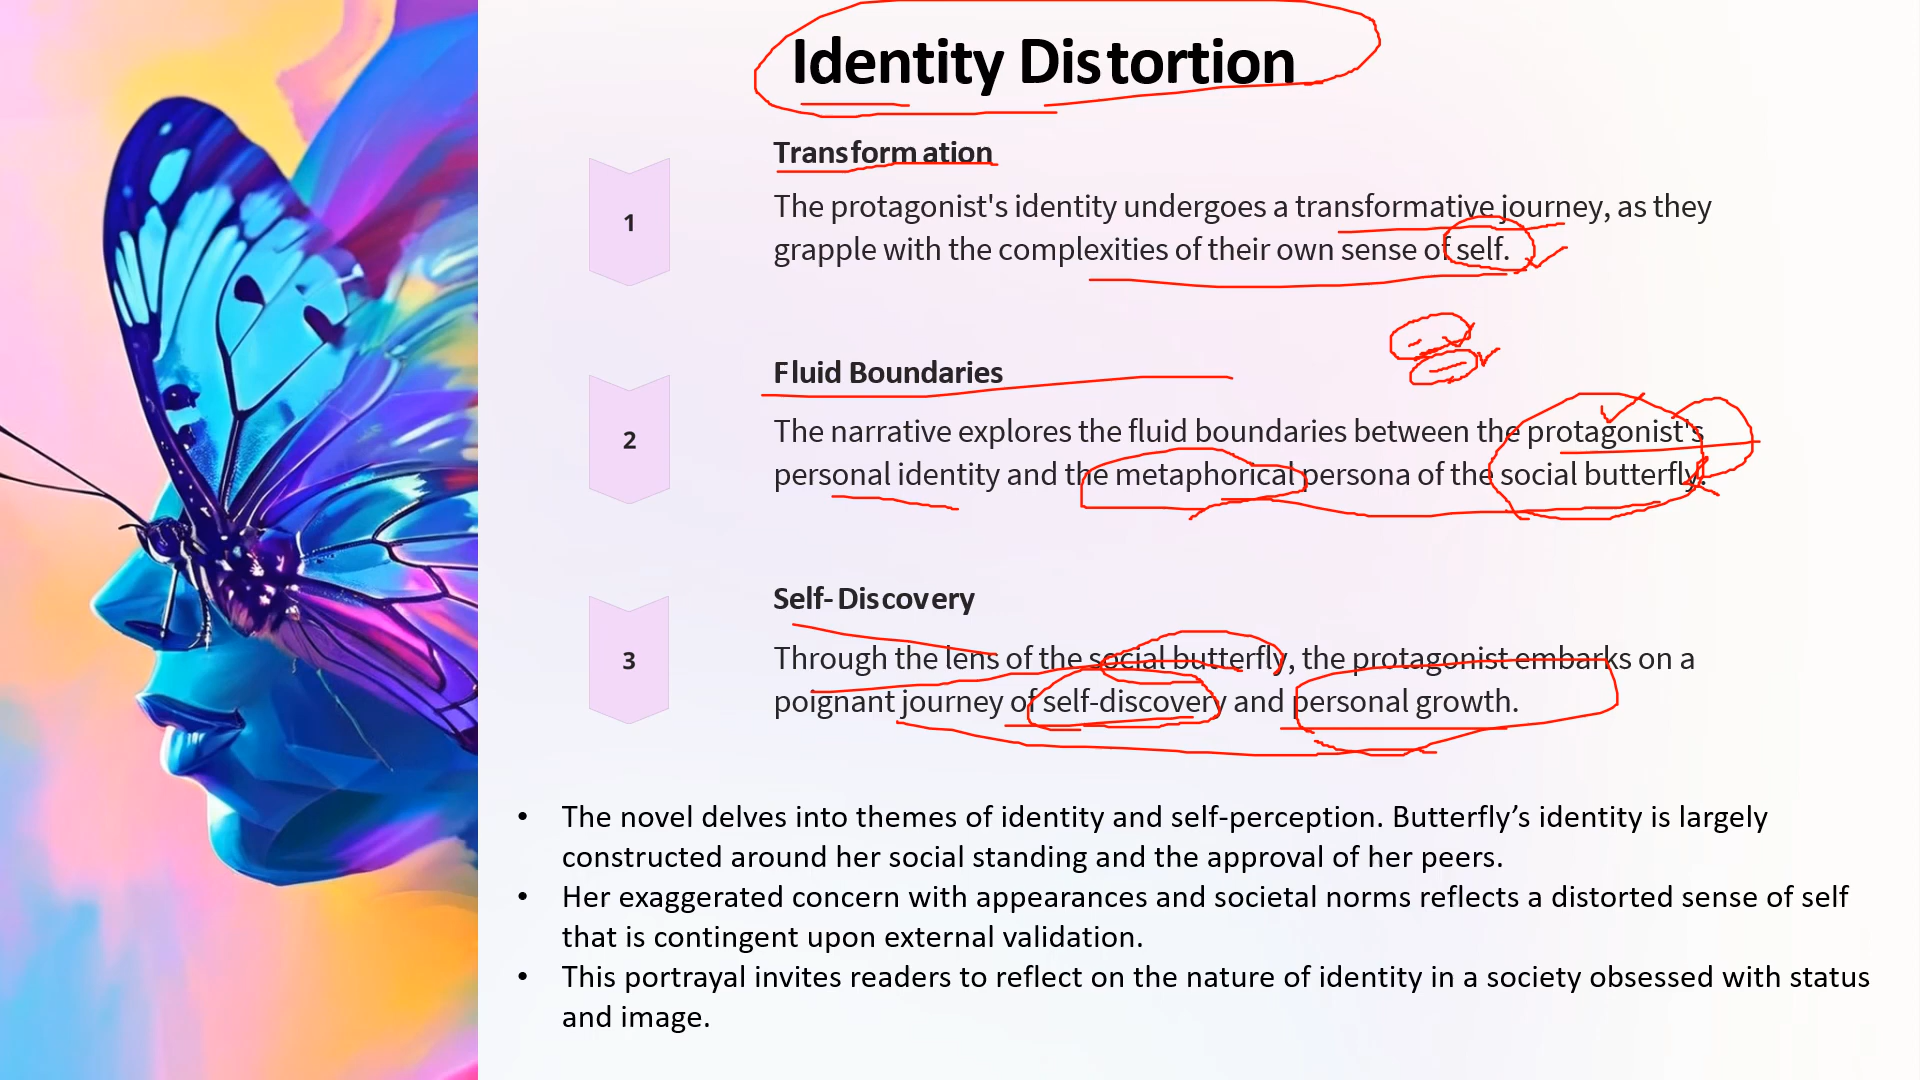 Identity Distortion
Transformation
1
The protagonist's identity undergoes a transformative journey, as they
grapple with the complexities of their own sense of self.
Fluid Boundaries
2
The narrative explores the fluid boundaries between the protagonist's
personal identity and the metaphorical persona of the social butterfly.
Self-Discovery
3
Through the lens of the social butterfly, the protagonist embarks on a
poignant journey of self-discovery and personal growth.
• The novel delves into themes of identity and self-perception. Butterfly’s identity is largely
constructed around her social standing and the approval of her peers.
• Her exaggerated concern with appearances and societal norms reflects a distorted sense of self
that is contingent upon external validation.
• This portrayal invites readers to reflect on the nature of identity in a society obsessed with status
and image.